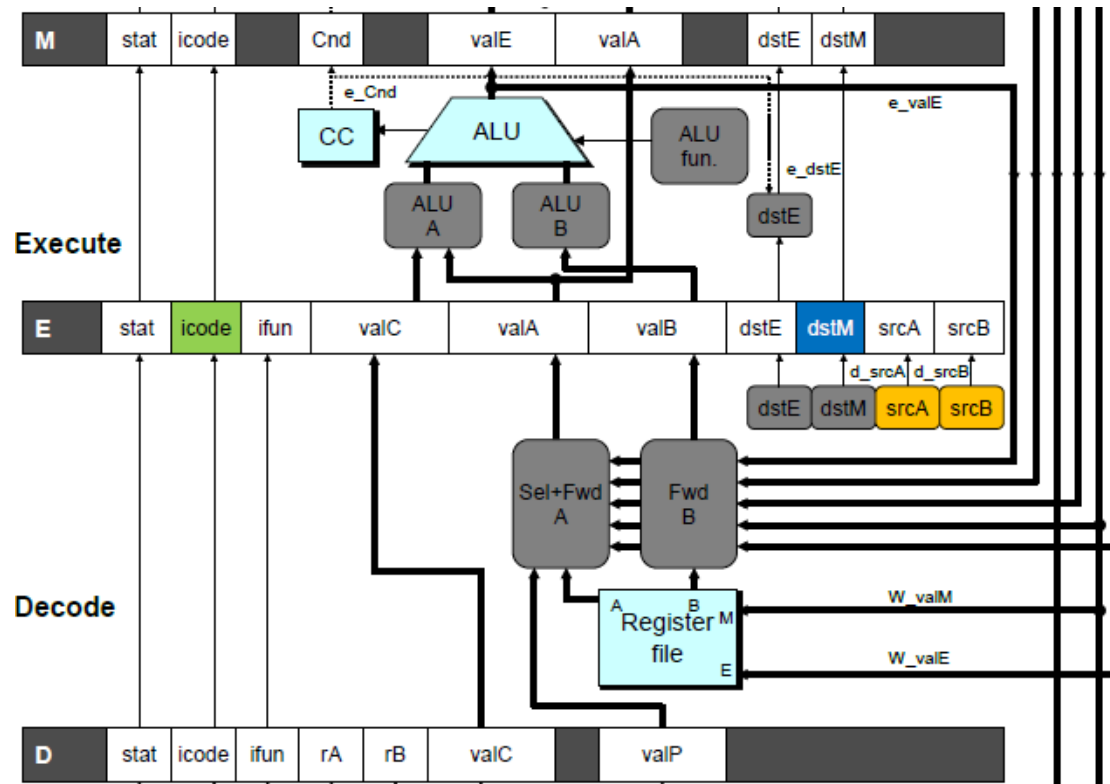 M stat icode Cnd valE valA dstE dstM
e_Cnd
e_valE
CC
ALU
ALU
fun.
e_dstE
ALU
A
ALU
B
dstE
Execute
E stat icode ifun valC valA valB dstE dstM srcA srcB
d_srcA d_srcB
dstE dstM srcA srcB
Sel+Fwd
A
Fwd
B
Decode
A B
Register M
file
E
W_valM
W_valE
D stat icode ifun rA rB valC valP